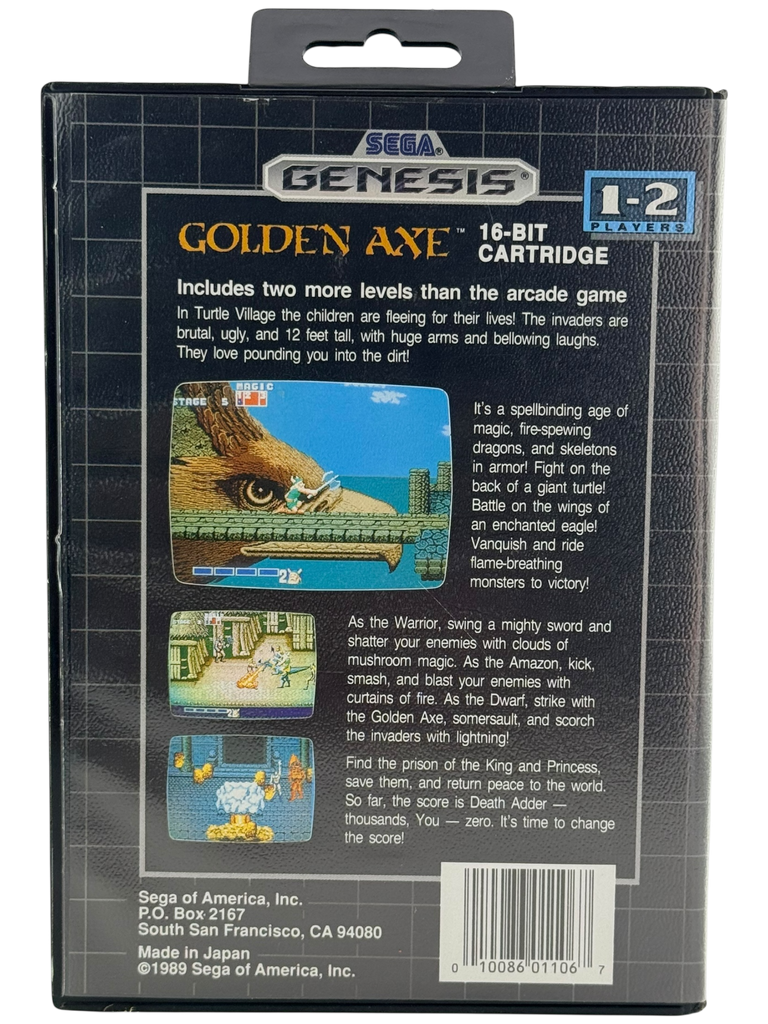 SEGA®
GENESIS®
1-2
PLAYERS
GOLDEN AXE™ 16-BIT
CARTRIDGE
Includes two more levels than the arcade game
In Turtle Village the children are fleeing for their lives! The invaders are
brutal, ugly, and 12 feet tall, with huge arms and bellowing laughs.
They love pounding you into the dirt!
MAGIC
STAGE 5
2
It's a spellbinding age of
magic, fire-spewing
dragons, and skeletons
in armor! Fight on the
back of a giant turtle!
Battle on the wings of
an enchanted eagle!
Vanquish and ride
flame-breathing
monsters to victory!
As the Warrior, swing a mighty sword and
shatter your enemies with clouds of
mushroom magic. As the Amazon, kick,
smash, and blast your enemies with
curtains of fire. As the Dwarf, strike with
the Golden Axe, somersault, and scorch
the invaders with lightning!
Find the prison of the King and Princess,
save them, and return peace to the world.
So far, the score is Death Adder —
thousands, You — zero. It's time to change
the score!
Sega of America, Inc.
P.O. Box 2167
South San Francisco, CA 94080
Made in Japan
©1989 Sega of America, Inc.
0 10086 01106 7